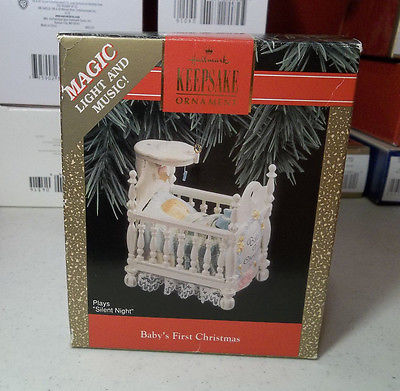 MAGIC
LIGHT AND
MUSIC!
Hallmark
KEEPSAKE
ORNAMENT
Plays
"Silent Night"
Baby's First Christmas